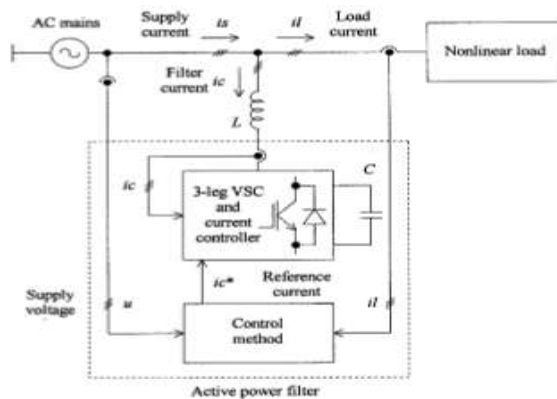 AC mains
Supply current
is
il
Load current
Nonlinear load
Filter current
ic
L
ic
3-leg VSC and current controller
C
ic*
Reference current
Supply voltage
u
il
Control method
Active power filter